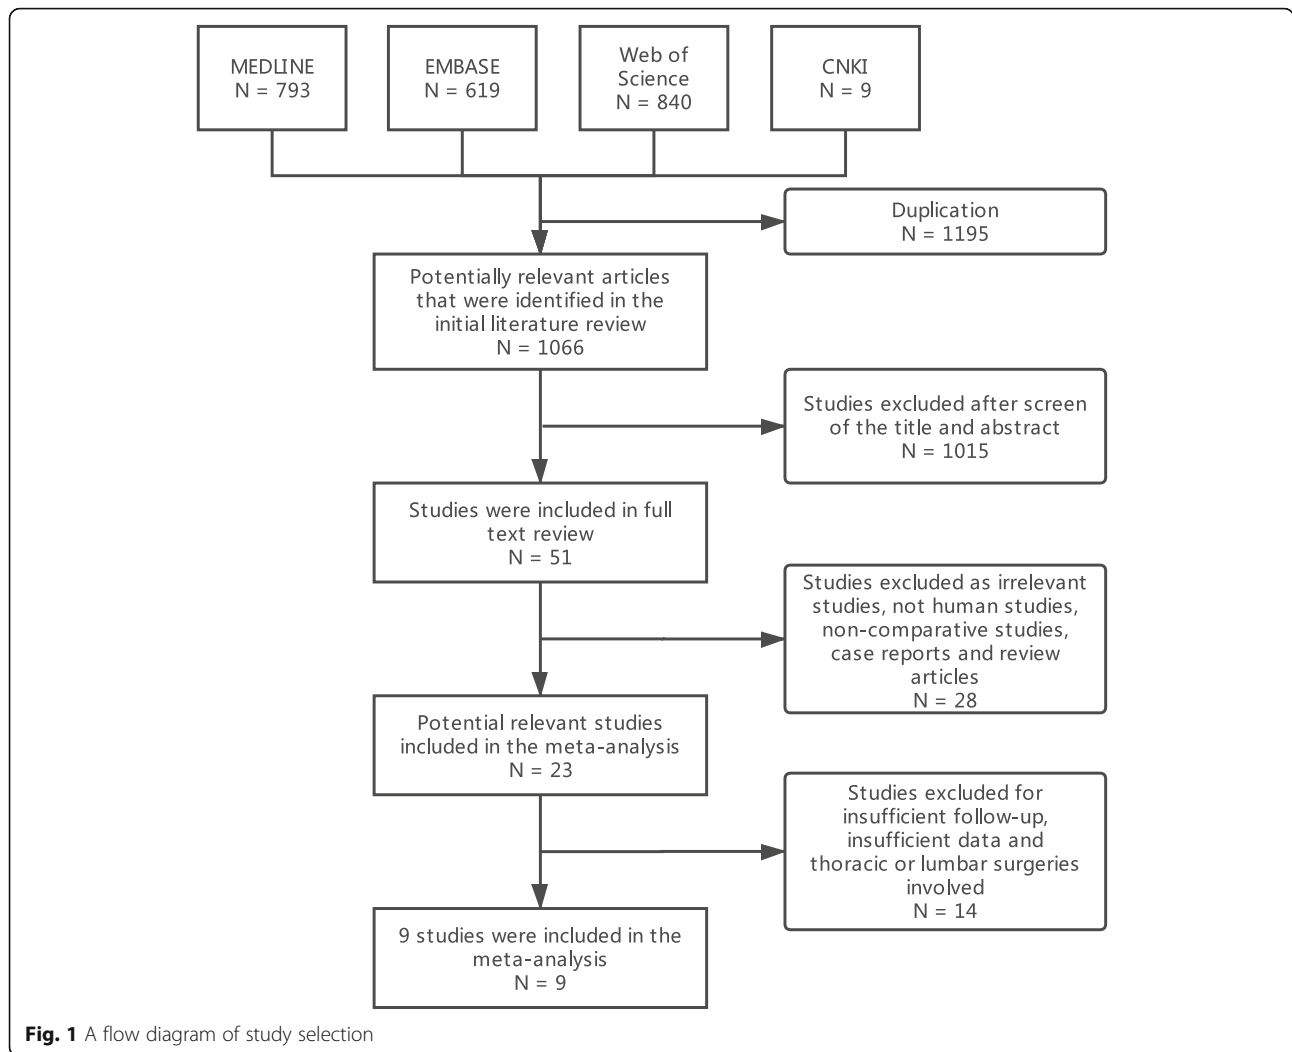 MEDLINE
N = 793
EMBASE
N = 619
Web of
Science
N = 840
CNKI
N = 9
Duplication
N = 1195
Potentially relevant articles
that were identified in the
initial literature review
N = 1066
Studies excluded after screen
of the title and abstract
N = 1015
Studies were included in full
text review
N = 51
Studies excluded as irrelevant
studies, not human studies,
non-comparative studies,
case reports and review
articles
N = 28
Potential relevant studies
included in the meta-analysis
N = 23
Studies excluded for
insufficient follow-up,
insufficient data and
thoracic or lumbar surgeries
involved
N = 14
9 studies were included in the
meta-analysis
N = 9
Fig. 1 A flow diagram of study selection